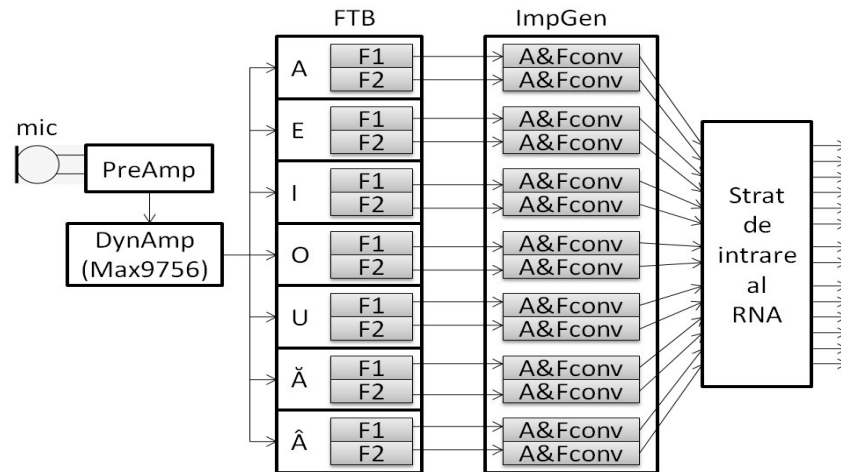 FTB
ImpGen
mic
PreAmp
DynAmp
(Max9756)
A
F1
F2
E
F1
F2
I
F1
F2
O
F1
F2
U
F1
F2
Ă
F1
F2
Â
F1
F2
A&Fconv
A&Fconv
A&Fconv
A&Fconv
A&Fconv
A&Fconv
A&Fconv
A&Fconv
A&Fconv
A&Fconv
A&Fconv
A&Fconv
A&Fconv
A&Fconv
Strat
de
intrare
al
RNA